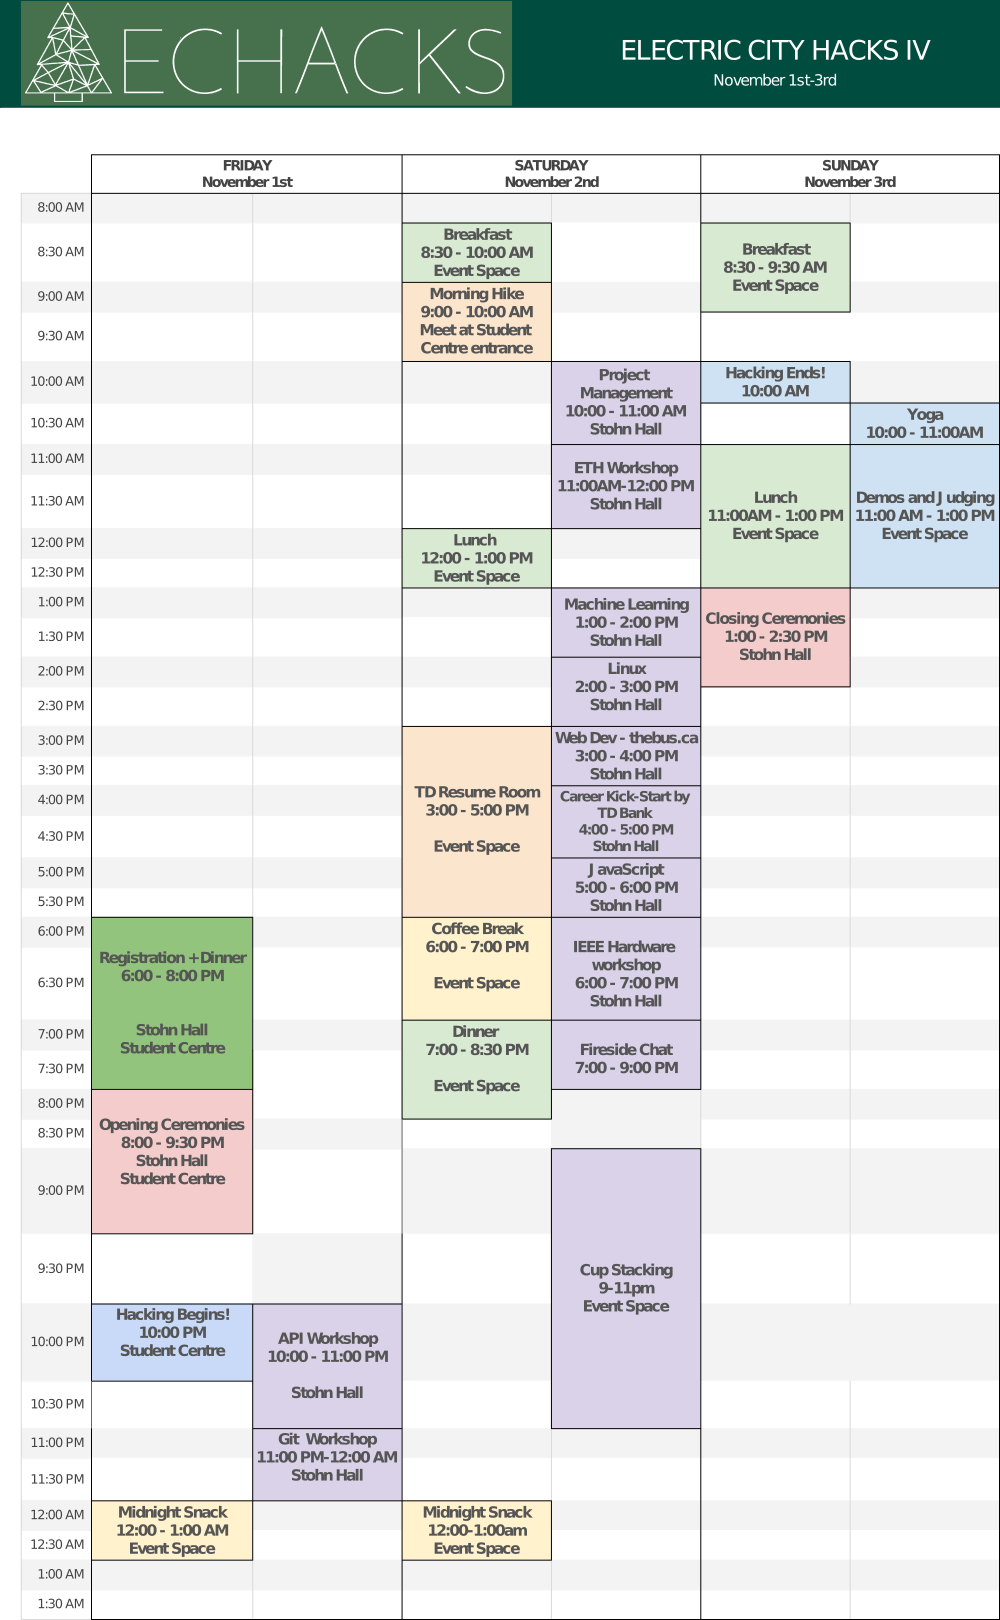 ECHACKS
ELECTRIC CITY HACKS IV
November 1st-3rd
FRIDAY
November 1st
SATURDAY
November 2nd
SUNDAY
November 3rd
8:00 AM
8:30 AM
Breakfast
8:30 - 10:00 AM
Event Space
Breakfast
8:30 - 9:30 AM
Event Space
9:00 AM
9:30 AM
Morning Hike
9:00 - 10:00 AM
Meet at Student
Centre entrance
10:00 AM
10:30 AM
Project
Management
10:00 - 11:00 AM
Stohn Hall
Hacking Ends!
10:00 AM
Yoga
10:00 - 11:00AM
11:00 AM
11:30 AM
ETH Workshop
11:00AM-12:00 PM
Stohn Hall
Lunch
11:00AM - 1:00 PM
Event Space
Demos and Judging
11:00 AM - 1:00 PM
Event Space
12:00 PM
12:30 PM
Lunch
12:00 - 1:00 PM
Event Space
1:00 PM
1:30 PM
Machine Learning
1:00 - 2:00 PM
Stohn Hall
Closing Ceremonies
1:00 - 2:30 PM
Stohn Hall
2:00 PM
2:30 PM
Linux
2:00 - 3:00 PM
Stohn Hall
3:00 PM
3:30 PM
TD Resume Room
3:00 - 5:00 PM
Event Space
Web Dev - thebus.ca
3:00 - 4:00 PM
Stohn Hall
4:00 PM
4:30 PM
Career Kick-Start by
TD Bank
4:00 - 5:00 PM
Stohn Hall
5:00 PM
5:30 PM
JavaScript
5:00 - 6:00 PM
Stohn Hall
6:00 PM
6:30 PM
Registration +Dinner
6:00 - 8:00 PM
Stohn Hall
Student Centre
Coffee Break
6:00 - 7:00 PM
Event Space
IEEE Hardware
workshop
6:00 - 7:00 PM
Stohn Hall
7:00 PM
7:30 PM
Dinner
7:00 - 8:30 PM
Event Space
Fireside Chat
7:00 - 9:00 PM
8:00 PM
8:30 PM
9:00 PM
Opening Ceremonies
8:00 - 9:30 PM
Stohn Hall
Student Centre
9:30 PM
Cup Stacking
9-11pm
Event Space
10:00 PM
10:30 PM
Hacking Begins!
10:00 PM
Student Centre
API Workshop
10:00 - 11:00 PM
Stohn Hall
11:00 PM
11:30 PM
Git Workshop
11:00 PM-12:00 AM
Stohn Hall
12:00 AM
12:30 AM
Midnight Snack
12:00 - 1:00 AM
Event Space
Midnight Snack
12:00-1:00am
Event Space
1:00 AM
1:30 AM